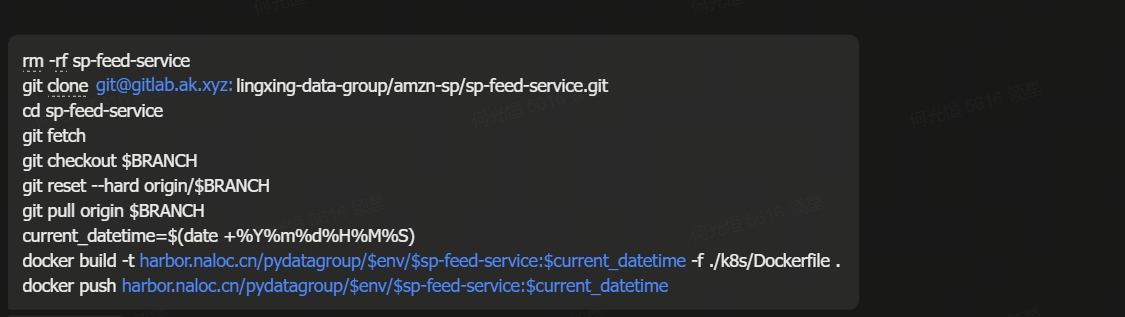 rm -rf sp-feed-service
git clone git@gitlab.ak.xyz:lingxing-data-group/amzn-sp/sp-feed-service.git
cd sp-feed-service
git fetch
git checkout $BRANCH
git reset --hard origin/$BRANCH
git pull origin $BRANCH
current_datetime=$(date +%Y%m%d%H%M%S)
docker build -t harbor.naloc.cn/pydatagroup/$env/$sp-feed-service:$current_datetime -f ./k8s/Dockerfile .
docker push harbor.naloc.cn/pydatagroup/$env/$sp-feed-service:$current_datetime